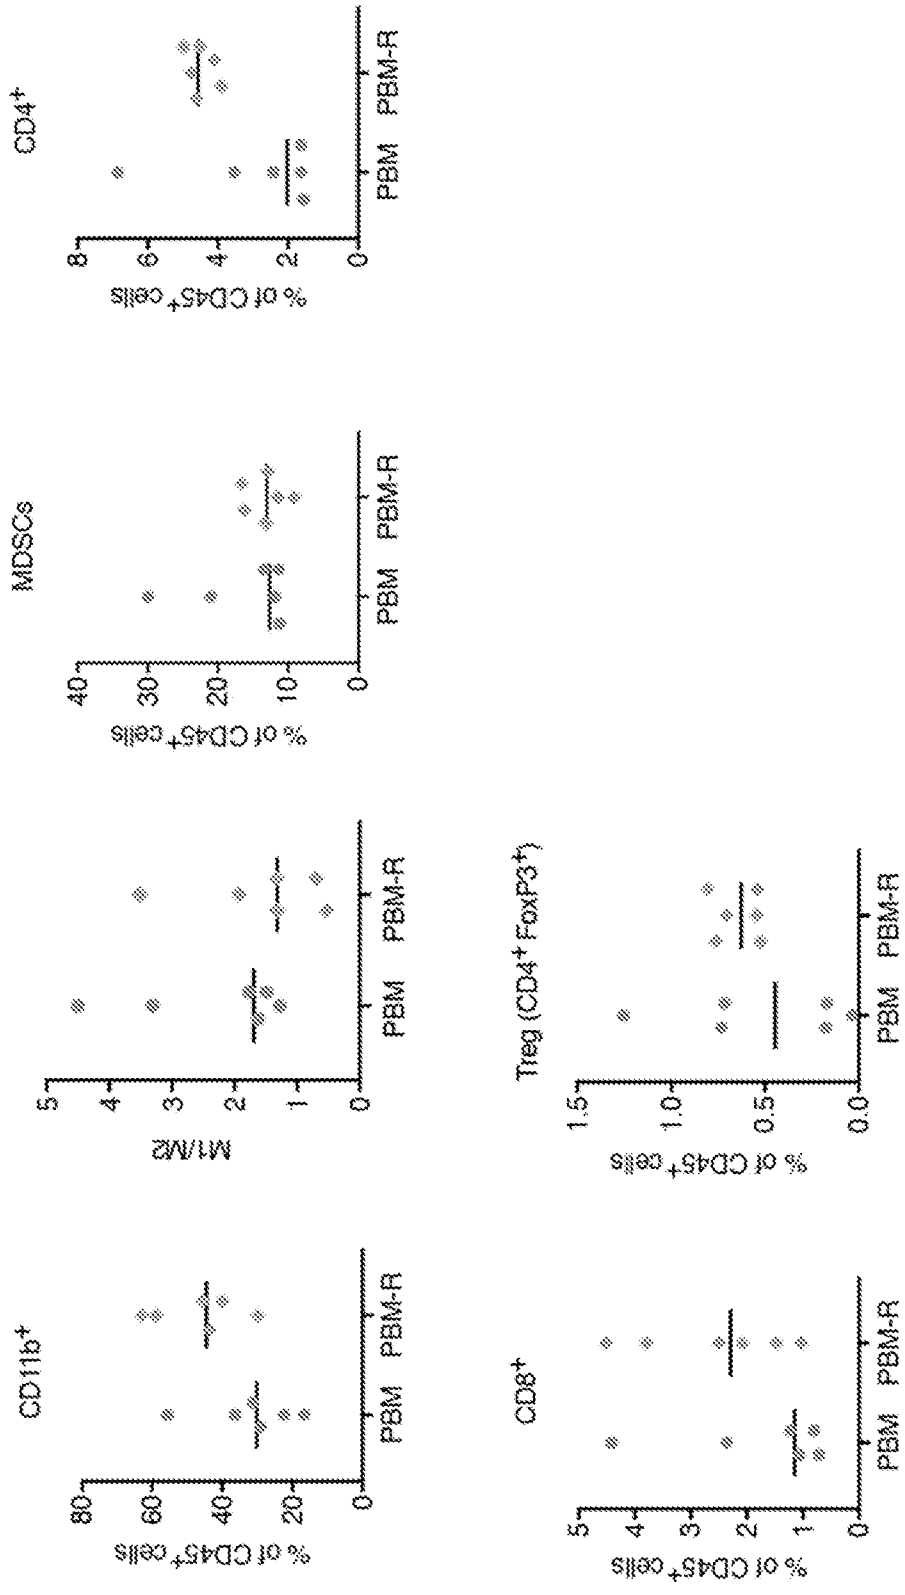 CD11b+
% of CD45+ cells
80
60
40
20
0
PBM PBM-R
M1/M2
5
4
3
2
1
0
PBM PBM-R
MDSCs
% of CD45+ cells
40
30
20
10
0
PBM PBM-R
CD4+
% of CD45+ cells
8
6
4
2
0
PBM PBM-R
CD8+
% of CD45+ cells
5
4
3
2
1
0
PBM PBM-R
Treg (CD4+ FoxP3+)
% of CD45+ cells
1.5
1.0
0.5
0.0
PBM PBM-R